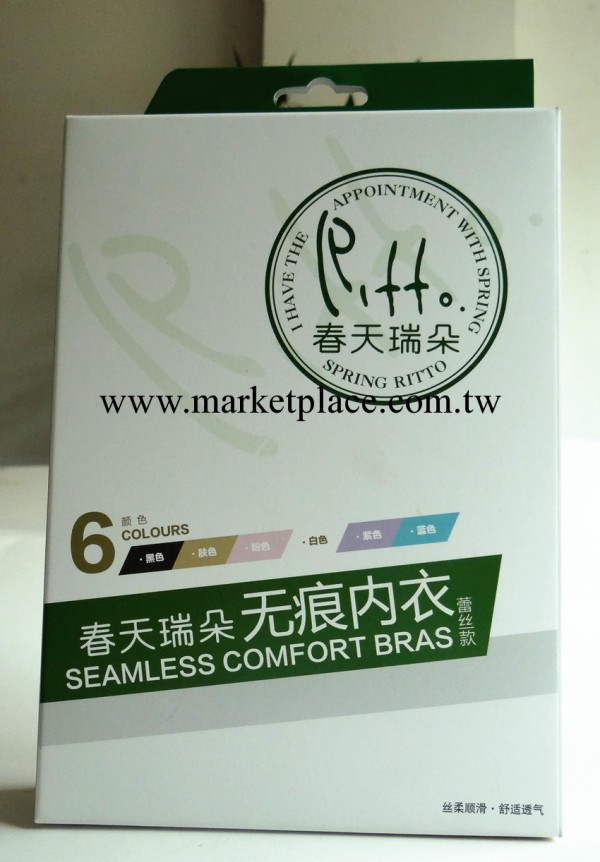 I HAVE THE APPOINTMENT WITH SPRING
Ritto.
春天瑞朵
SPRING RITTO
www.marketplace.com.tw
6 颜色
COLOURS
·黑色 ·肤色 ·粉色 ·白色 ·紫色 ·蓝色
春天瑞朵 无痕内衣 蕾丝款
SEAMLESS COMFORT BRAS
丝柔顺滑·舒适透气